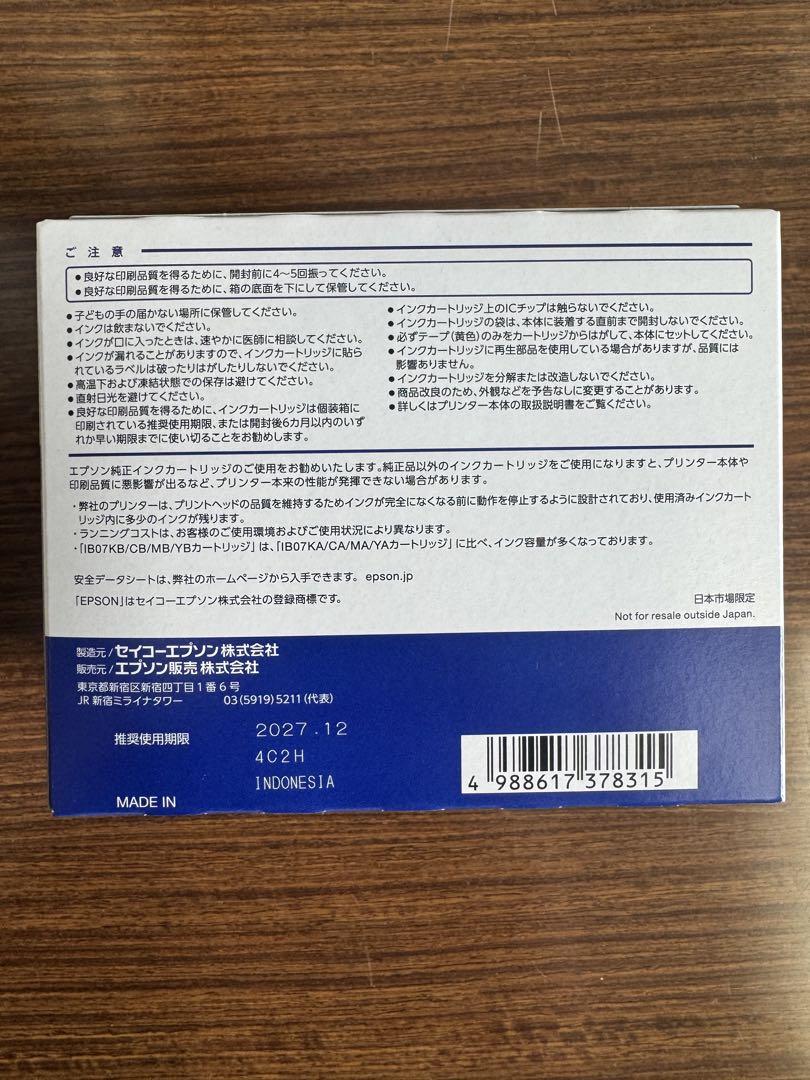 ご注意
●良好な印刷品質を得るために、開封前に4～5回振ってください。
●良好な印刷品質を得るために、箱の底面を下にして保管してください。
●子どもの手の届かない場所に保管してください。
●インクは飲まないでください。
●インクが口に入ったときは、速やかに医師に相談してください。
●インクが漏れることがありますので、インクカートリッジに貼ら
れているラベルは破ったりはがしたりしないでください。
●高温下および凍結状態での保存は避けてください。
●直射日光を避けてください。
●良好な印刷品質を得るために、インクカートリッジは個装箱に
印刷されている推奨使用期限、または開封後6カ月以内のいず
れか早い期限までに使い切ることをお勧めします。
●インクカートリッジ上のICチップは触らないでください。
●インクカートリッジの袋は、本体に装着する直前まで開封しないでください。
●必ずテープ(黄色)のみをカートリッジからはがして、本体にセットしてください。
●インクカートリッジに再生部品を使用している場合がありますが、品質には
影響ありません。
●インクカートリッジを分解または改造しないでください。
●商品改良のため、外観などを予告なしに変更することがあります。
●詳しくはプリンター本体の取扱説明書をご覧ください。
エプソン純正インクカートリッジのご使用をお勧めいたします。純正品以外のインクカートリッジをご使用になりますと、プリンター本体や
印刷品質に悪影響が出るなど、プリンター本来の性能が発揮できない場合があります。
・弊社のプリンターは、プリントヘッドの品質を維持するためインクが完全になくなる前に動作を停止するように設計されており、使用済みインクカート
リッジ内に多少のインクが残ります。
・ランニングコストは、お客様のご使用環境およびご使用状況により異なります。
・「IB07KB/CB/MB/YBカートリッジ」は、「IB07KA/CA/MA/YAカートリッジ」に比べ、インク容量が多くなっております。
安全データシートは、弊社のホームページから入手できます。 epson.jp
「EPSON」はセイコーエプソン株式会社の登録商標です。
日本市場限定
Not for resale outside Japan.
製造元/セイコーエプソン株式会社
販売元/エプソン販売株式会社
東京都新宿区新宿四丁目1番6号
JR新宿ミライナタワー 03(5919)5211(代表)
推奨使用期限 2027.12
4C2H
MADE IN INDONESIA
4 988617 378315